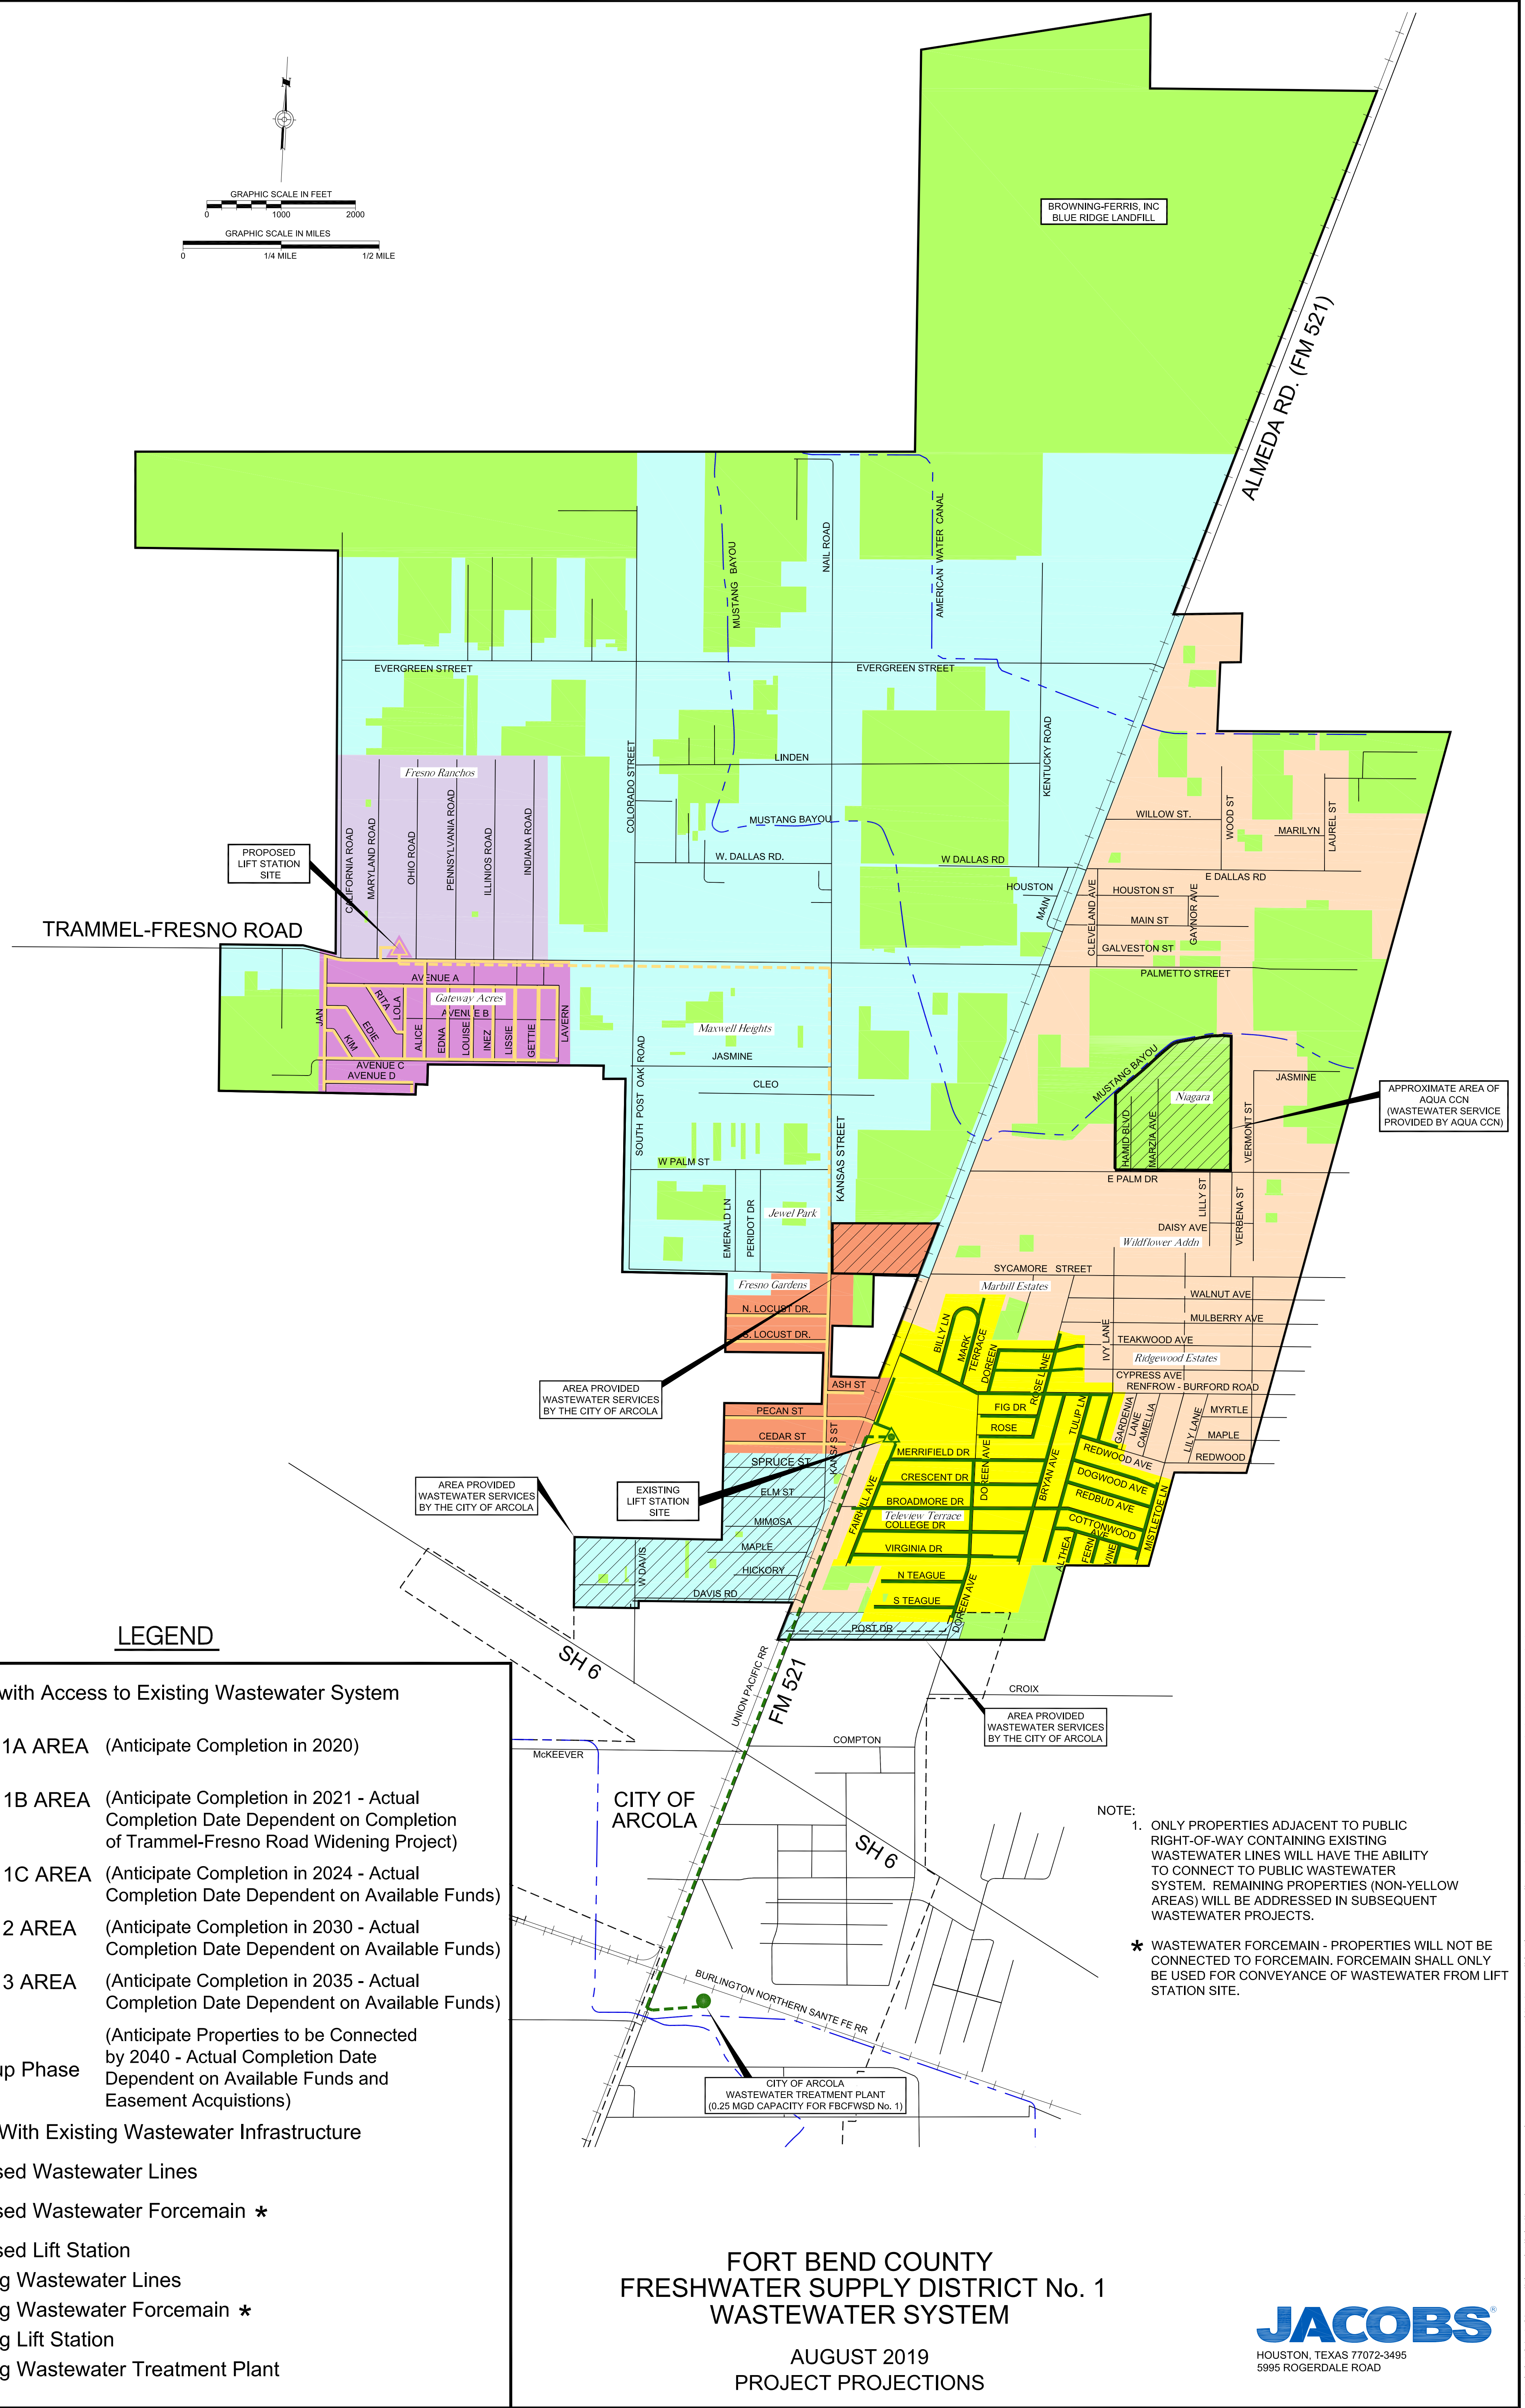 N
GRAPHIC SCALE IN FEET
0 1000 2000
GRAPHIC SCALE IN MILES
0 1/4 MILE 1/2 MILE
BROWNING-FERRIS, INC
BLUE RIDGE LANDFILL
ALMEDA RD. (FM 521)
MUSTANG BAYOU
NAIL ROAD
AMERICAN WATER CANAL
EVERGREEN STREET
EVERGREEN STREET
COLORADO STREET
LINDEN
KENTUCKY ROAD
MUSTANG BAYOU
W. DALLAS RD.
W DALLAS RD
HOUSTON
MAIN
Fresno Ranchos
CALIFORNIA ROAD
MARYLAND ROAD
OHIO ROAD
PENNSYLVANIA ROAD
ILLINIOS ROAD
INDIANA ROAD
PROPOSED
LIFT STATION
SITE
TRAMMEL-FRESNO ROAD
WILLOW ST.
WOOD ST
MARILYN
LAUREL ST
E DALLAS RD
CLEVELAND AVE
HOUSTON ST
MAIN ST
GAYNOR AVE
GALVESTON ST
PALMETTO STREET
AVENUE A
Gateway Acres
AVENUE B
JAN
RITA
LOLA
KIM
EDIE
ALICE
EDNA
LOUISE
INEZ
LISSIE
GETTIE
LAVERN
AVENUE C
AVENUE D
SOUTH POST OAK ROAD
Maxwell Heights
JASMINE
CLEO
KANSAS STREET
W PALM ST
EMERALD LN
PERIDOT DR
Jewel Park
MUSTANG BAYOU
Niagara
HAMID BLVD
MARZIA AVE
VERMONT ST
JASMINE
APPROXIMATE AREA OF
AQUA CCN
(WASTEWATER SERVICE
PROVIDED BY AQUA CCN)
E PALM DR
LILLY ST
VERBENA ST
DAISY AVE
Wildflower Addn
SYCAMORE STREET
Marbill Estates
WALNUT AVE
MULBERRY AVE
IVY LANE
TEAKWOOD AVE
Ridgewood Estates
CYPRESS AVE
RENFROW - BURFORD ROAD
Fresno Gardens
N. LOCUST DR.
S. LOCUST DR.
BILLY LN
MARK
TERRACE
DOREEN
ROSE LANE
ASH ST
PECAN ST
CEDAR ST
KANSAS ST
FIG DR
ROSE
TULIP LN
GARDENIA
LANE
CAMELLIA
LILY LANE
MYRTLE
MAPLE
REDWOOD
AREA PROVIDED
WASTEWATER SERVICES
BY THE CITY OF ARCOLA
MERRIFIELD DR
DOREEN AVE
CRESCENT DR
BROADMORE DR
Teleview Terrace
COLLEGE DR
VIRGINIA DR
FAIRHILL AVE
BRYAN AVE
REDWOOD AVE
DOGWOOD AVE
REDBUD AVE
COTTONWOOD
AVE
MISTLETOE LN
ALTHEA
FERN
VINE
N TEAGUE
S TEAGUE
DOREEN AVE
POST DR
AREA PROVIDED
WASTEWATER SERVICES
BY THE CITY OF ARCOLA
EXISTING
LIFT STATION
SITE
SPRUCE ST
ELM ST
MIMOSA
MAPLE
HICKORY
W DAVIS
DAVIS RD
AREA PROVIDED
WASTEWATER SERVICES
BY THE CITY OF ARCOLA
SH 6
UNION PACIFIC RR
FM 521
CROIX
COMPTON
McKEEVER
CITY OF
ARCOLA
SH 6
BURLINGTON NORTHERN SANTE FE RR
CITY OF ARCOLA
WASTEWATER TREATMENT PLANT
(0.25 MGD CAPACITY FOR FBCFWSD No. 1)
NOTE:
1. ONLY PROPERTIES ADJACENT TO PUBLIC
RIGHT-OF-WAY CONTAINING EXISTING
WASTEWATER LINES WILL HAVE THE ABILITY
TO CONNECT TO PUBLIC WASTEWATER
SYSTEM. REMAINING PROPERTIES (NON-YELLOW
AREAS) WILL BE ADDRESSED IN SUBSEQUENT
WASTEWATER PROJECTS.
* WASTEWATER FORCEMAIN - PROPERTIES WILL NOT BE
CONNECTED TO FORCEMAIN. FORCEMAIN SHALL ONLY
BE USED FOR CONVEYANCE OF WASTEWATER FROM LIFT
STATION SITE.
LEGEND
with Access to Existing Wastewater System
1A AREA (Anticipate Completion in 2020)
1B AREA (Anticipate Completion in 2021 - Actual
Completion Date Dependent on Completion
of Trammel-Fresno Road Widening Project)
1C AREA (Anticipate Completion in 2024 - Actual
Completion Date Dependent on Available Funds)
2 AREA (Anticipate Completion in 2030 - Actual
Completion Date Dependent on Available Funds)
3 AREA (Anticipate Completion in 2035 - Actual
Completion Date Dependent on Available Funds)
(Anticipate Properties to be Connected
by 2040 - Actual Completion Date
up Phase Dependent on Available Funds and
Easement Acquistions)
With Existing Wastewater Infrastructure
sed Wastewater Lines
sed Wastewater Forcemain *
sed Lift Station
g Wastewater Lines
g Wastewater Forcemain *
g Lift Station
g Wastewater Treatment Plant
FORT BEND COUNTY
FRESHWATER SUPPLY DISTRICT No. 1
WASTEWATER SYSTEM
AUGUST 2019
PROJECT PROJECTIONS
JACOBS®
HOUSTON, TEXAS 77072-3495
5995 ROGERDALE ROAD